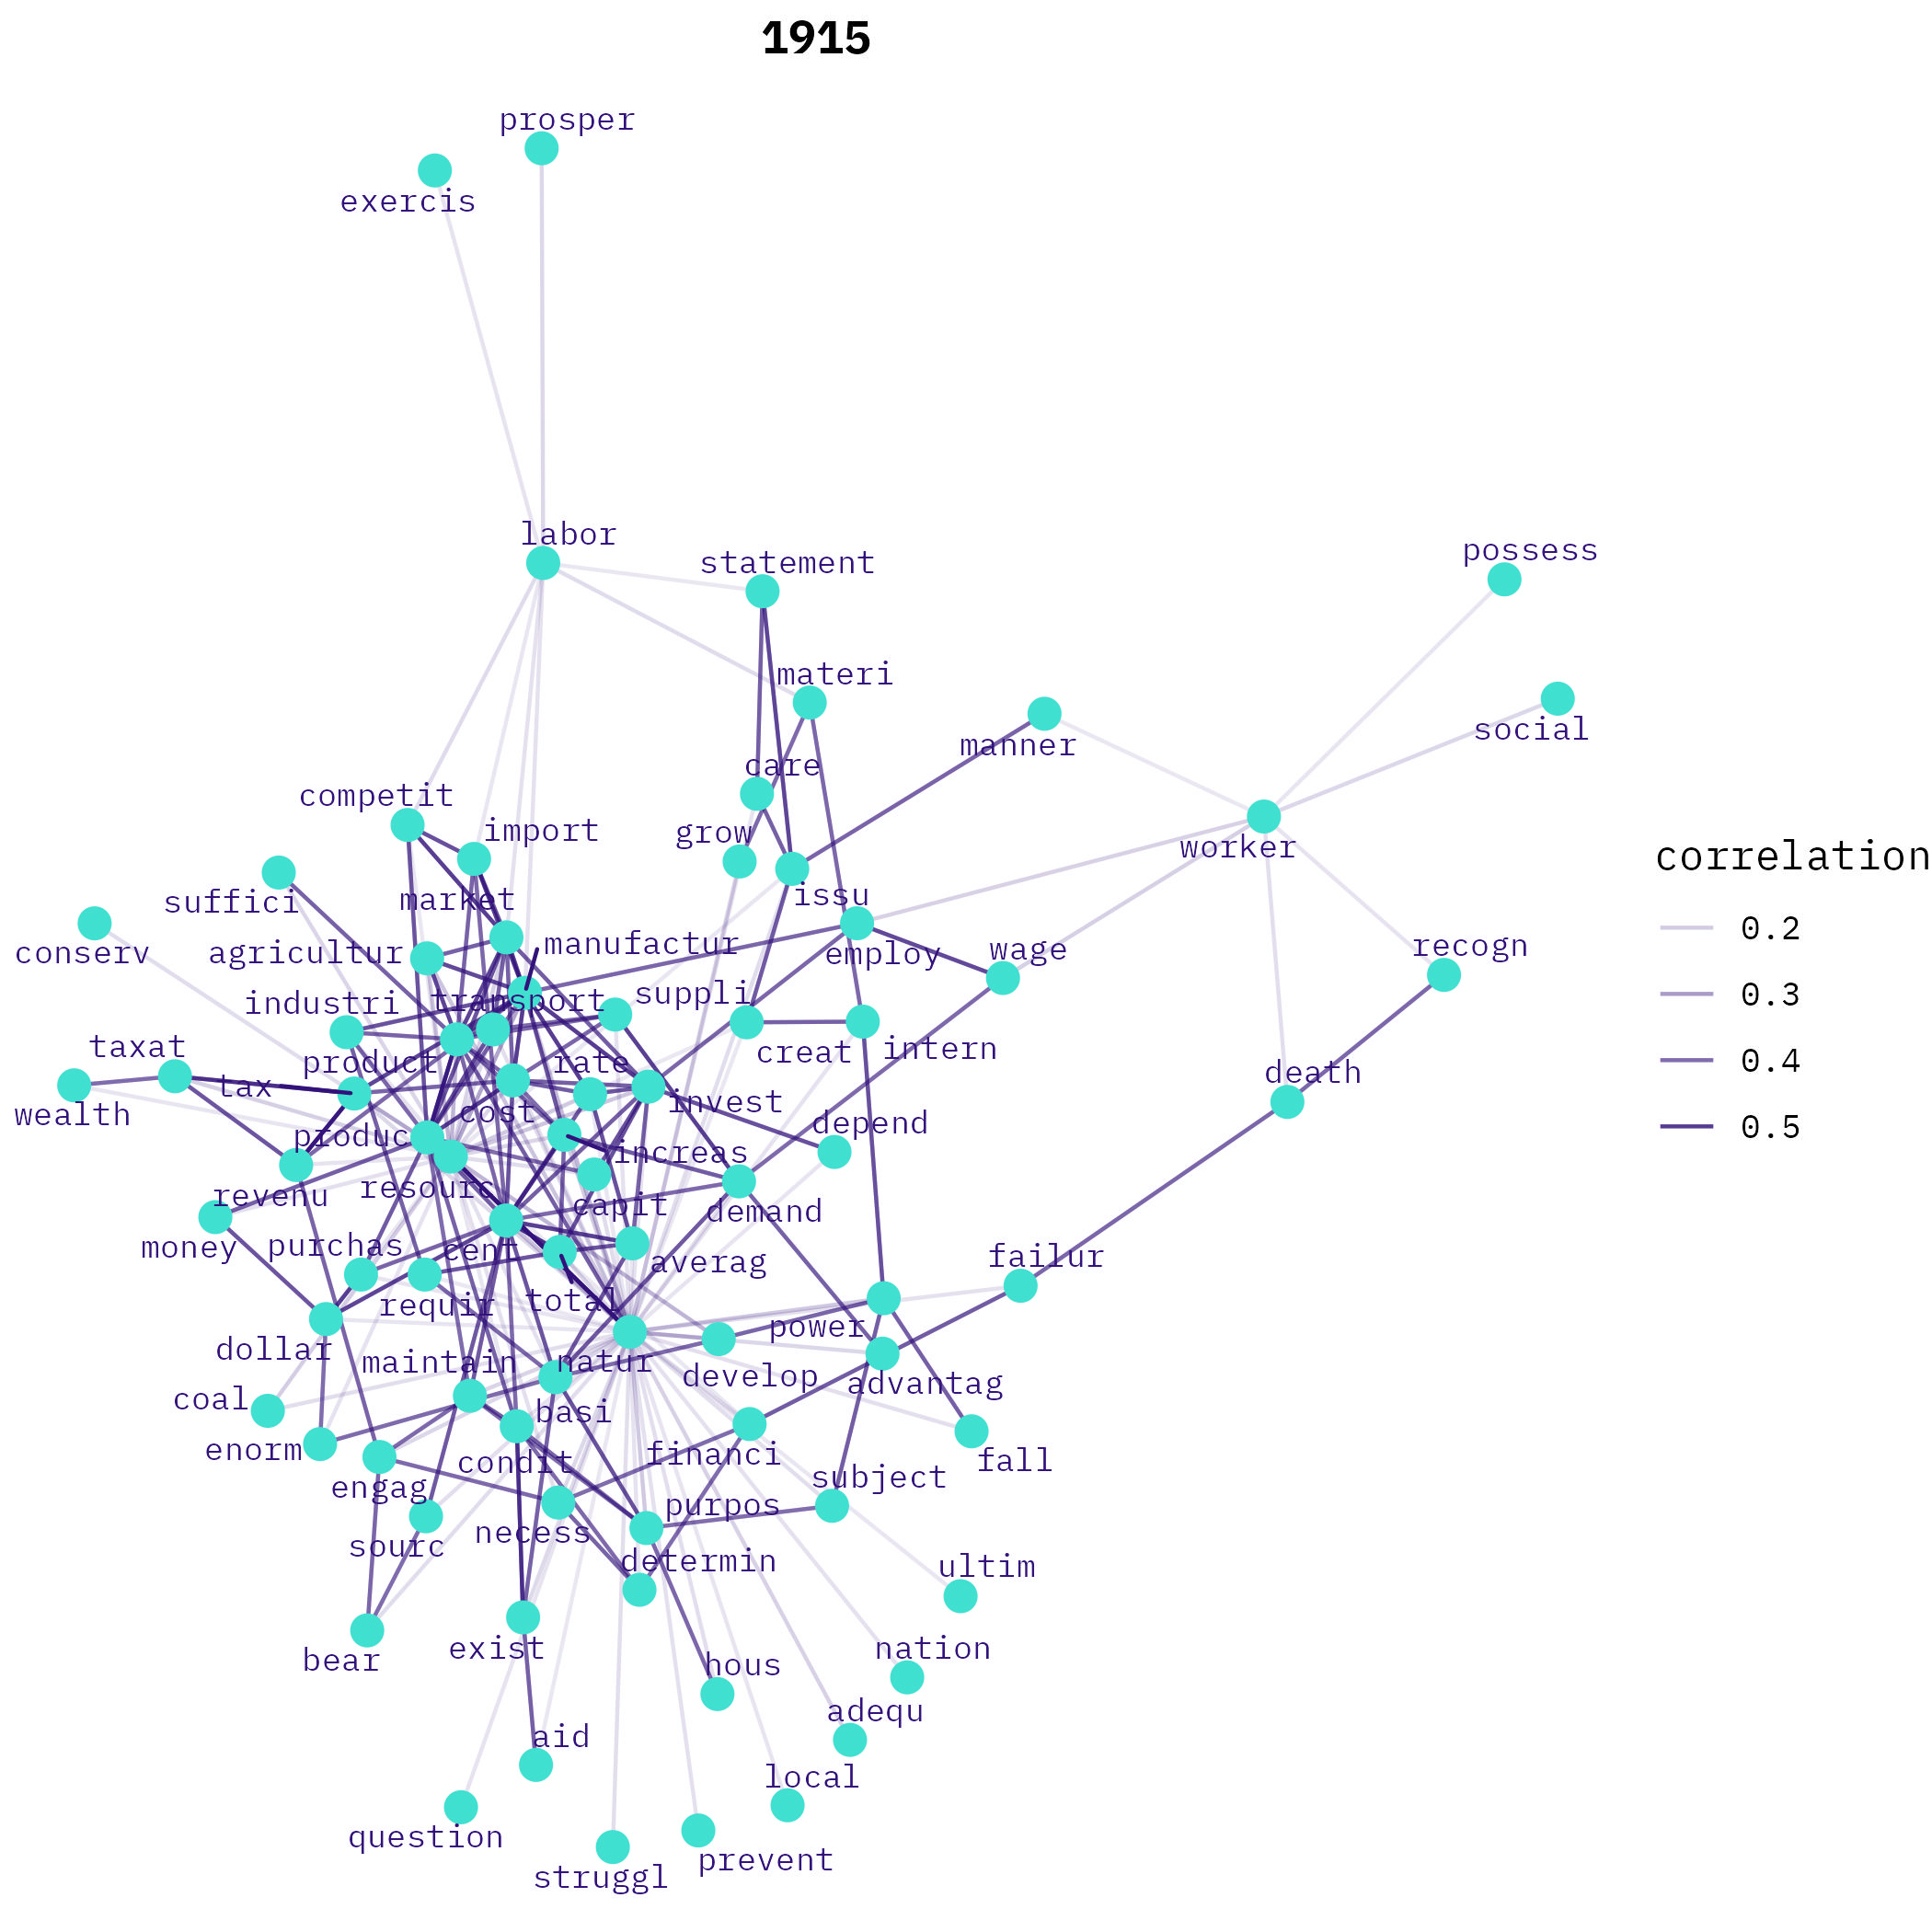 1915
prosper
exercis
labor
statement
possess
materi
social
manner
care
competit
import
grow
worker
correlation
suffici
market
issu
0.2
conserv
agricultur
manufactur
employ
wage
recogn
industri
transport
suppli
0.3
taxat
product
rate
creat
intern
0.4
wealth
tax
cost
invest
depend
death
produc
increas
0.5
revenu
resourc
capit
demand
money
purchas
cent
averag
failur
requir
total
power
dollar
maintain
natur
develop
advantag
coal
basi
enorm
condit
financi
fall
engag
purpos
subject
sourc
necess
determin
ultim
bear
exist
hous
nation
aid
adequ
local
question
struggl
prevent